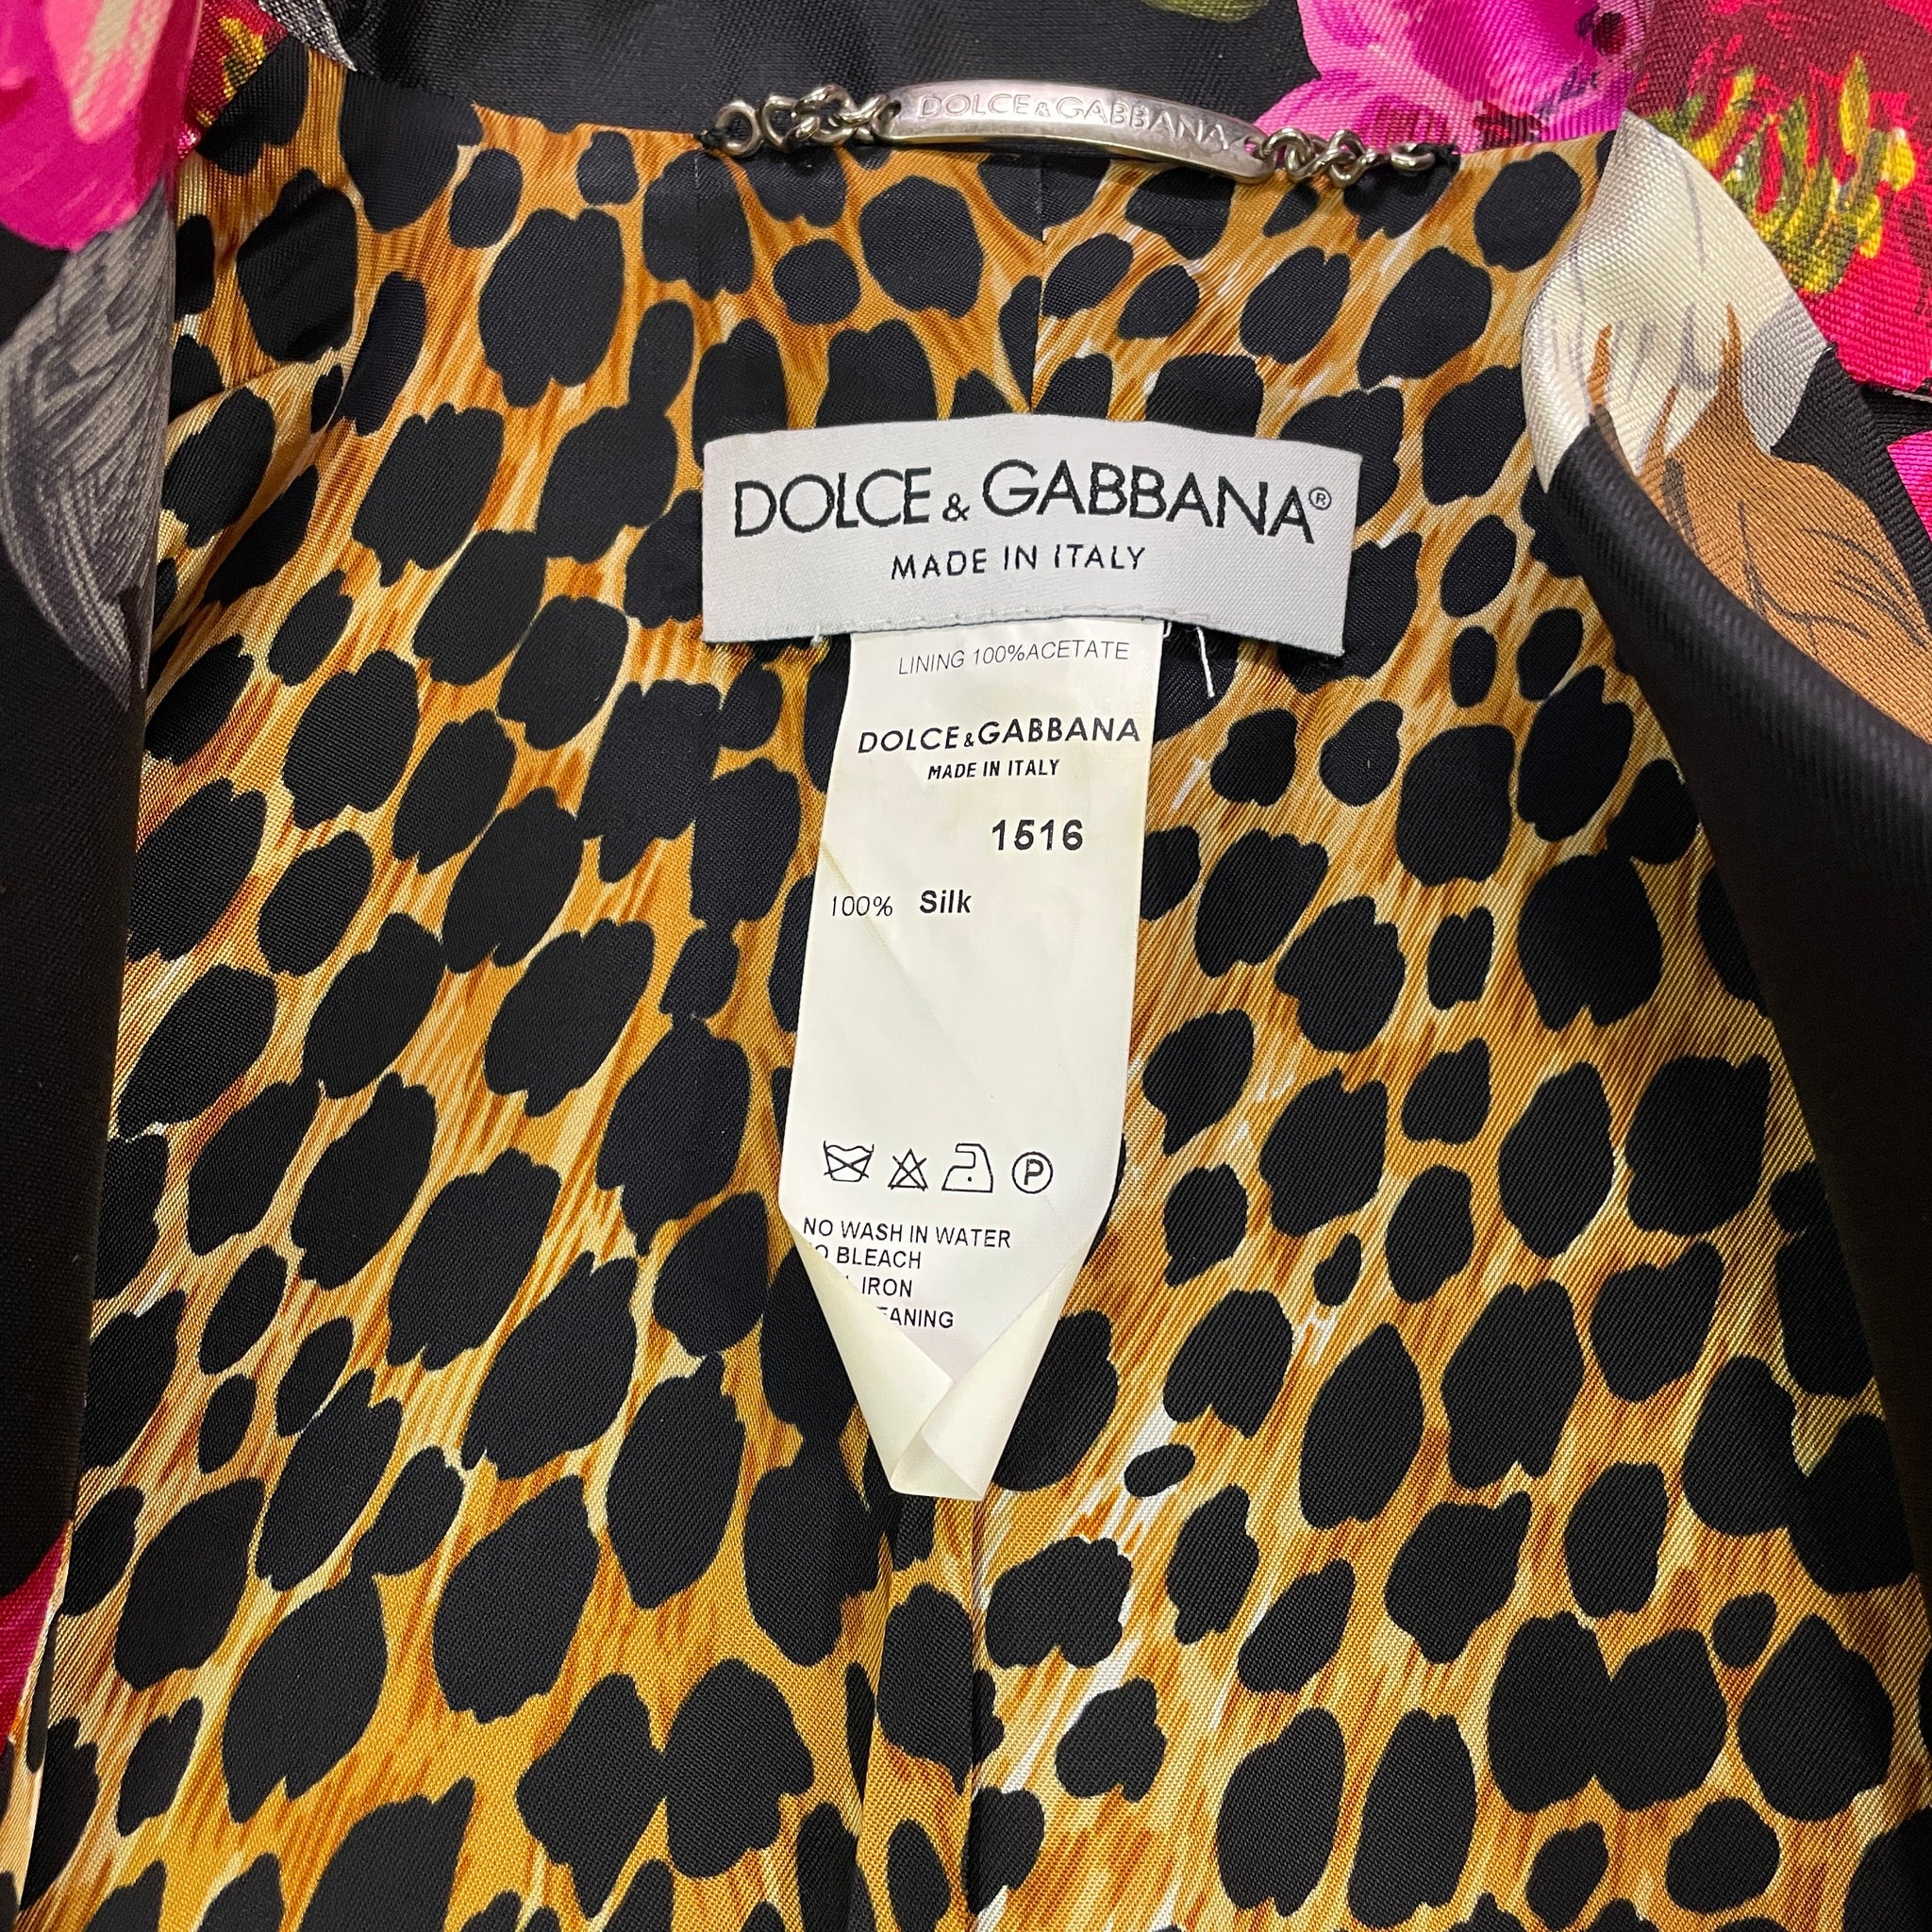 DOLCE&GABBANA
DOLCE & GABBANA®
MADE IN ITALY
LINING 100%ACETATE
DOLCE&GABBANA
MADE IN ITALY
1516
100% Silk
P
NO WASH IN WATER
BLEACH
IRON